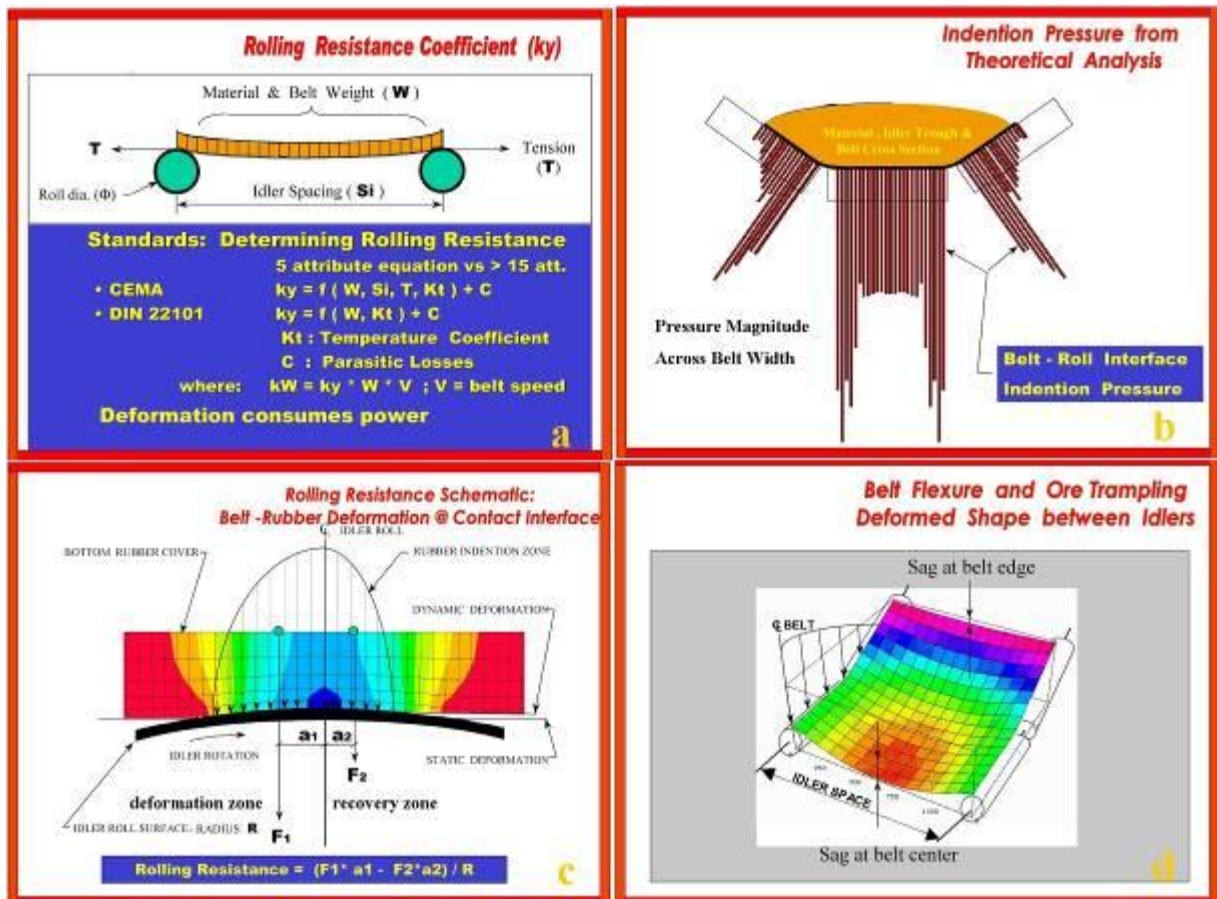 Rolling Resistance Coefficient (ky)
Material & Belt Weight ( W )
T
Tension
(T)
Roll dia. (Φ)
Idler Spacing ( Si )
Standards: Determining Rolling Resistance
5 attribute equation vs > 15 att.
• CEMA ky = f ( W, Si, T, Kt ) + C
• DIN 22101 ky = f ( W, Kt ) + C
Kt : Temperature Coefficient
C : Parasitic Losses
where: kW = ky * W * V ; V = belt speed
Deformation consumes power
a
Indention Pressure from
Theoretical Analysis
Material , Idler Trough &
Belt Cross Section
Pressure Magnitude
Across Belt Width
Belt - Roll Interface
Indention Pressure
b
Rolling Resistance Schematic:
Belt -Rubber Deformation @ Contact Interface
℄ IDLER ROLL
BOTTOM RUBBER COVER
RUBBER INDENTION ZONE
DYNAMIC DEFORMATION
a1 a2
IDLER ROTATION
STATIC DEFORMATION
F2
deformation zone recovery zone
IDLER ROLL SURFACE- RADIUS R
F1
Rolling Resistance = (F1* a1 - F2*a2) / R
c
Belt Flexure and Ore Trampling
Deformed Shape between Idlers
Sag at belt edge
℄ BELT
IDLER SPACE
Sag at belt center
d